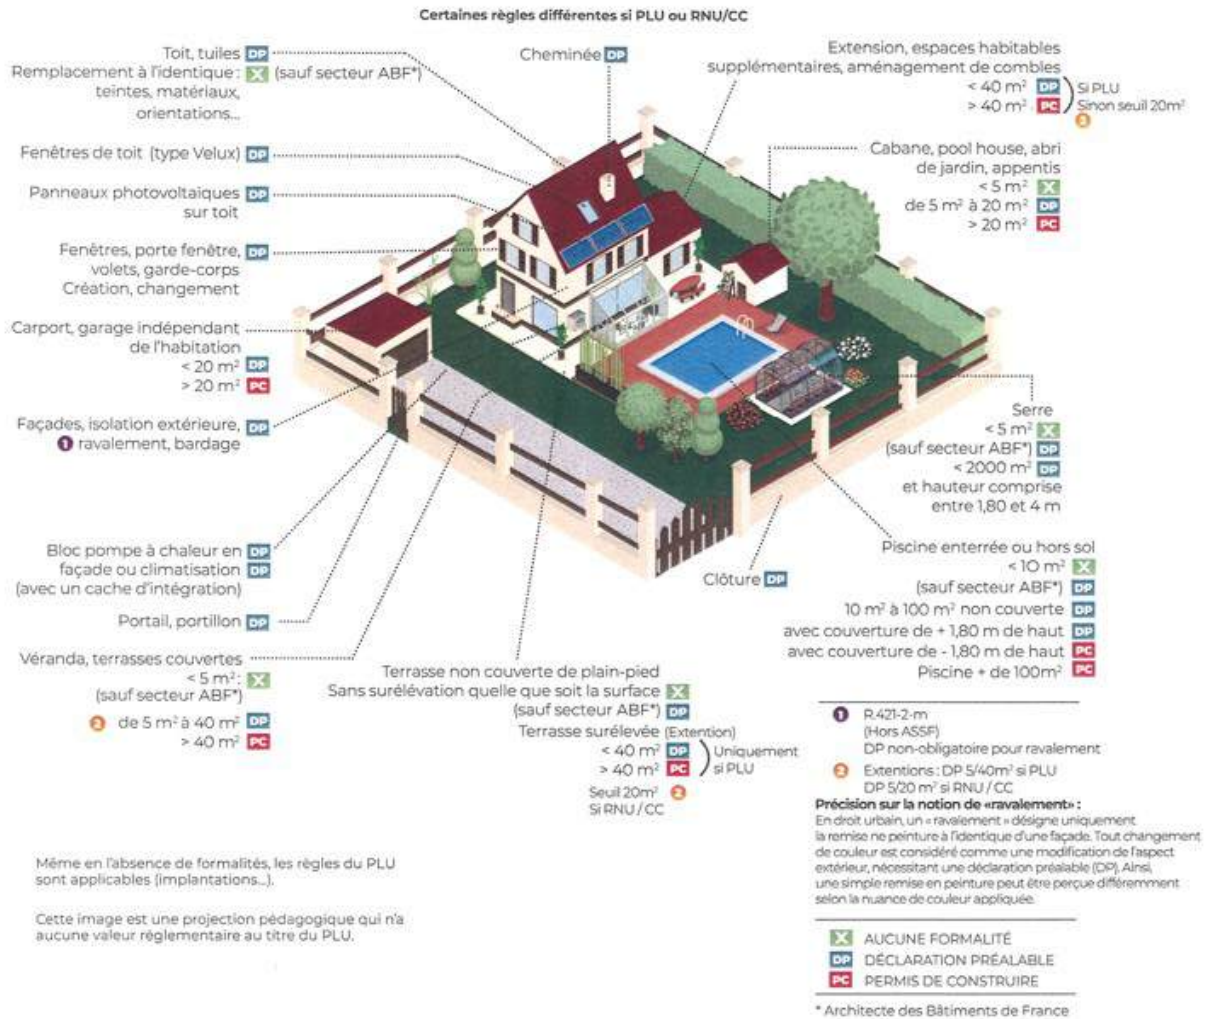 Certaines règles différentes si PLU ou RNU/CC
Toit, tuiles DP
Remplacement à l'identique : X (sauf secteur ABF*)
teintes, matériaux,
orientations...
Fenêtres de toit (type Velux) DP
Panneaux photovoltaïques DP
sur toit
Fenêtres, porte fenêtre, DP
volets, garde-corps
Création, changement
Carport, garage indépendant
de l'habitation
< 20 m² DP
> 20 m² PC
Façades, isolation extérieure, DP
1 ravalement, bardage
Bloc pompe à chaleur en DP
façade ou climatisation DP
(avec un cache d'intégration)
Portail, portillon DP
Véranda, terrasses couvertes
< 5 m² : X
(sauf secteur ABF*)
2 de 5 m² à 40 m² DP
> 40 m² PC
Cheminée DP
Extension, espaces habitables
supplémentaires, aménagement de combles
< 40 m² DP Si PLU
> 40 m² PC Sinon seuil 20m²
2
Cabane, pool house, abri
de jardin, appentis
< 5 m² X
de 5 m² à 20 m² DP
> 20 m² PC
Serre
< 5 m² X
(sauf secteur ABF*) DP
< 2000 m² DP
et hauteur comprise
entre 1,80 et 4 m
Piscine enterrée ou hors sol
< 10 m² X
(sauf secteur ABF*) DP
10 m² à 100 m² non couverte DP
avec couverture de + 1,80 m de haut DP
avec couverture de - 1,80 m de haut PC
Piscine + de 100m² PC
Clôture DP
Terrasse non couverte de plain-pied
Sans surélévation quelle que soit la surface X
(sauf secteur ABF*) DP
Terrasse surélevée (Extention)
< 40 m² DP Uniquement
> 40 m² PC si PLU
Seuil 20m² 2
Si RNU / CC
1 R.421-2-m
(Hors ASSF)
DP non-obligatoire pour ravalement
2 Extentions : DP 5/40m² si PLU
DP 5/20 m² si RNU / CC
Précision sur la notion de «ravalement» :
En droit urbain, un « ravalement » désigne uniquement
la remise ne peinture à l'identique d'une façade. Tout changement
de couleur est considéré comme une modification de l'aspect
extérieur, nécessitant une déclaration préalable (DP). Ainsi,
une simple remise en peinture peut être perçue différemment
selon la nuance de couleur appliquée.
Même en l'absence de formalités, les règles du PLU
sont applicables (implantations...).
Cette image est une projection pédagogique qui n'a
aucune valeur réglementaire au titre du PLU.
X AUCUNE FORMALITÉ
DP DÉCLARATION PRÉALABLE
PC PERMIS DE CONSTRUIRE
* Architecte des Bâtiments de France